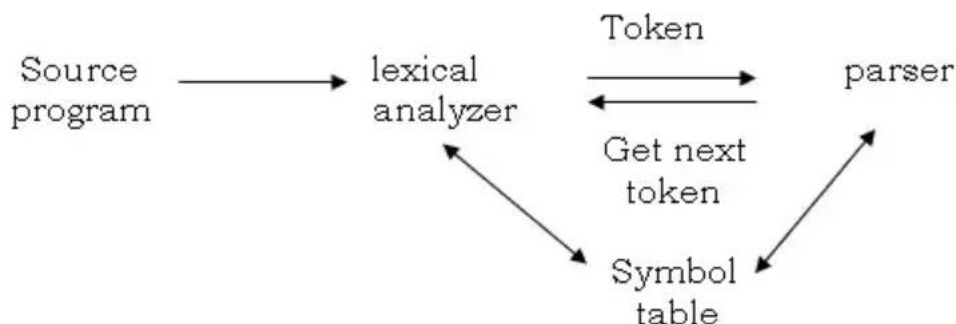 Source
program
lexical
analyzer
Token
Get next
token
parser
Symbol
table